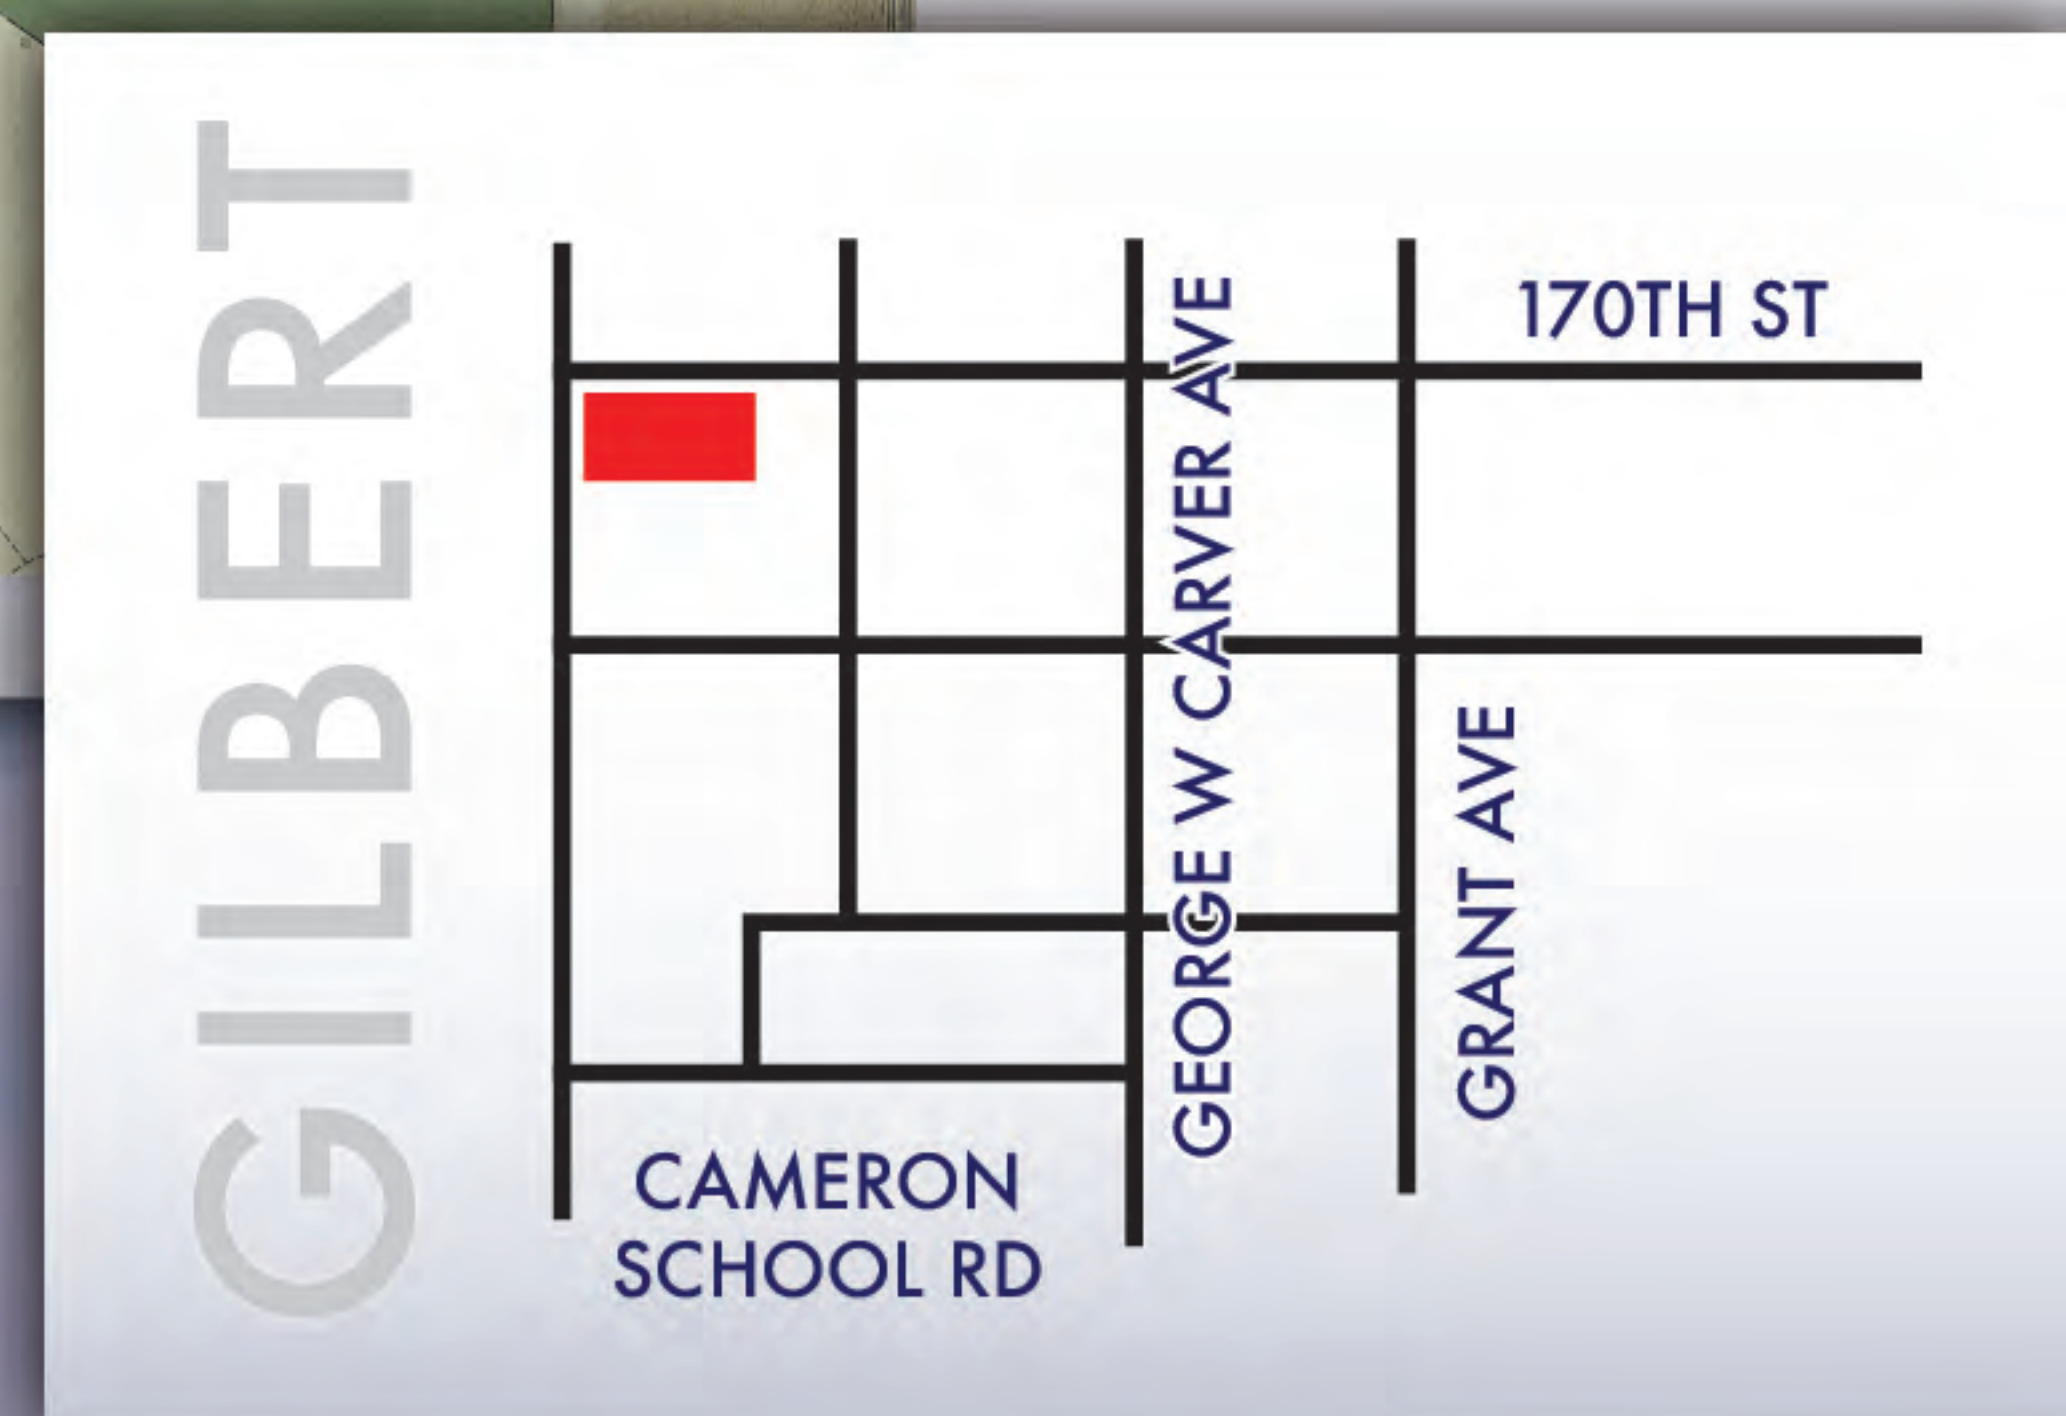 GILBERT
170TH ST
GEORGE W CARVER AVE
GRANT AVE
CAMERON
SCHOOL RD